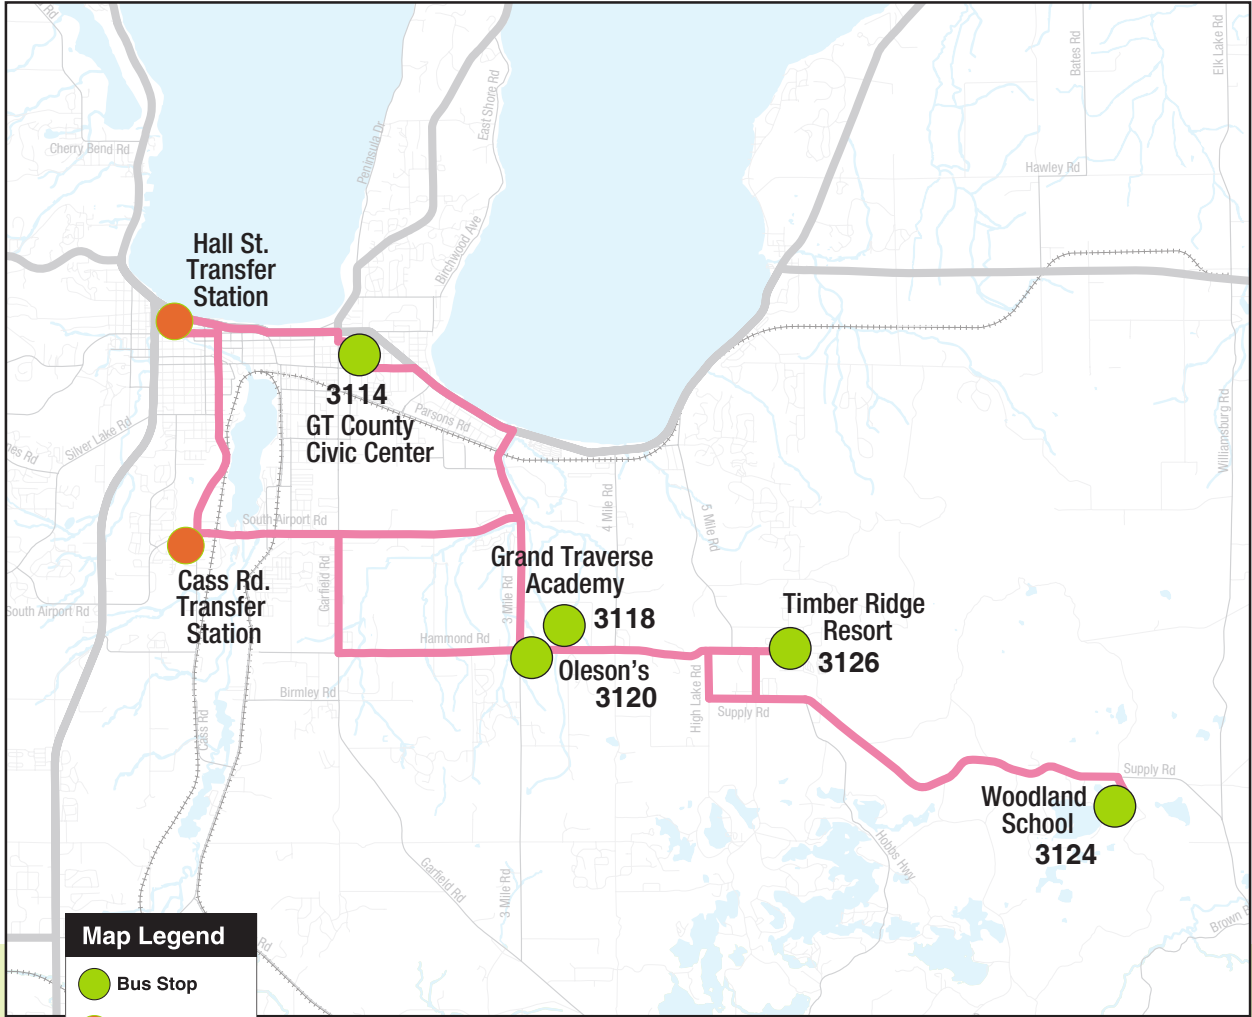 Rd
East Shore Rd
Bates Rd
Elk Lake Rd
Cherry Bend Rd
Peninsula Dr
Hawley Rd
Birchwood Ave
Hall St.
Transfer
Station
3114
GT County
Civic Center
Parsons Rd
Silver Lake Rd
nes Rd
Williamsburg Rd
South Airport Rd
4 Mile Rd
5 Mile Rd
Grand Traverse
Academy
3118
Cass Rd.
Transfer
Station
South Airport Rd
Garfield Rd
3 Mile Rd
Timber Ridge
Resort
3126
Hammond Rd
Oleson's
3120
Birmley Rd
High Lake Rd
Supply Rd
Cass Rd
Supply Rd
Woodland
School
3124
Hobbs Hwy
Garfield Rd
3 Mile Rd
Brown B
Rd
Map Legend
Bus Stop